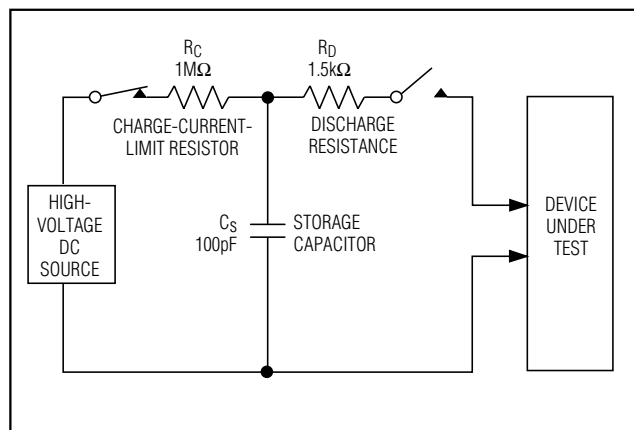 RC
1MΩ
CHARGE-CURRENT-
LIMIT RESISTOR
RD
1.5kΩ
DISCHARGE
RESISTANCE
HIGH-
VOLTAGE
DC
SOURCE
CS
100pF
STORAGE
CAPACITOR
DEVICE
UNDER
TEST